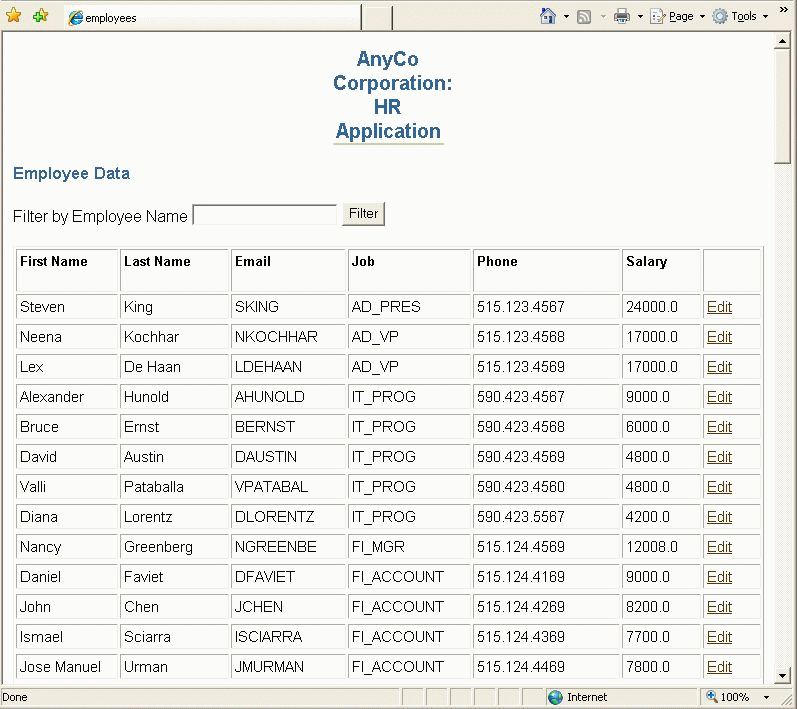 employees
Page
Tools
»
AnyCo
Corporation:
HR
Application
Employee Data
Filter by Employee Name Filter
First Name Last Name Email Job Phone Salary
Steven King SKING AD_PRES 515.123.4567 24000.0 Edit
Neena Kochhar NKOCHHAR AD_VP 515.123.4568 17000.0 Edit
Lex De Haan LDEHAAN AD_VP 515.123.4569 17000.0 Edit
Alexander Hunold AHUNOLD IT_PROG 590.423.4567 9000.0 Edit
Bruce Ernst BERNST IT_PROG 590.423.4568 6000.0 Edit
David Austin DAUSTIN IT_PROG 590.423.4569 4800.0 Edit
Valli Pataballa VPATABAL IT_PROG 590.423.4560 4800.0 Edit
Diana Lorentz DLORENTZ IT_PROG 590.423.5567 4200.0 Edit
Nancy Greenberg NGREENBE FI_MGR 515.124.4569 12008.0 Edit
Daniel Faviet DFAVIET FI_ACCOUNT 515.124.4169 9000.0 Edit
John Chen JCHEN FI_ACCOUNT 515.124.4269 8200.0 Edit
Ismael Sciarra ISCIARRA FI_ACCOUNT 515.124.4369 7700.0 Edit
Jose Manuel Urman JMURMAN FI_ACCOUNT 515.124.4469 7800.0 Edit
Done Internet 100%